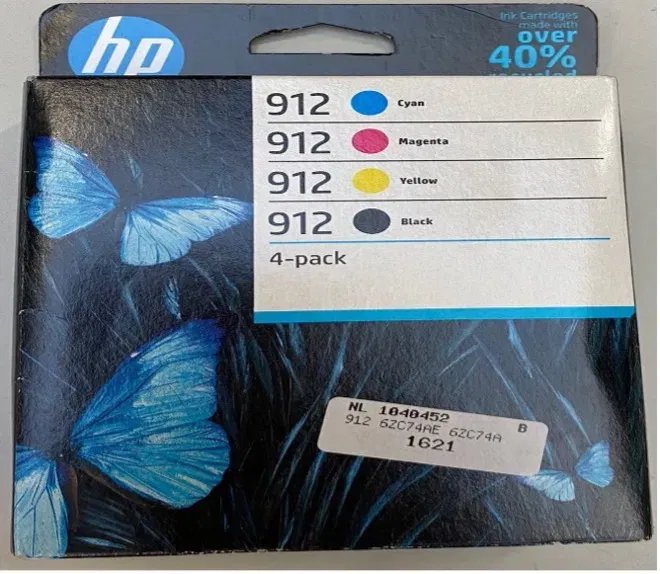 hp
Ink Cartridges
made with
over
40%
recycled
912 Cyan
912 Magenta
912 Yellow
912 Black
4-pack
NL 1040452 B
912 6ZC74AE 6ZC74A
1621